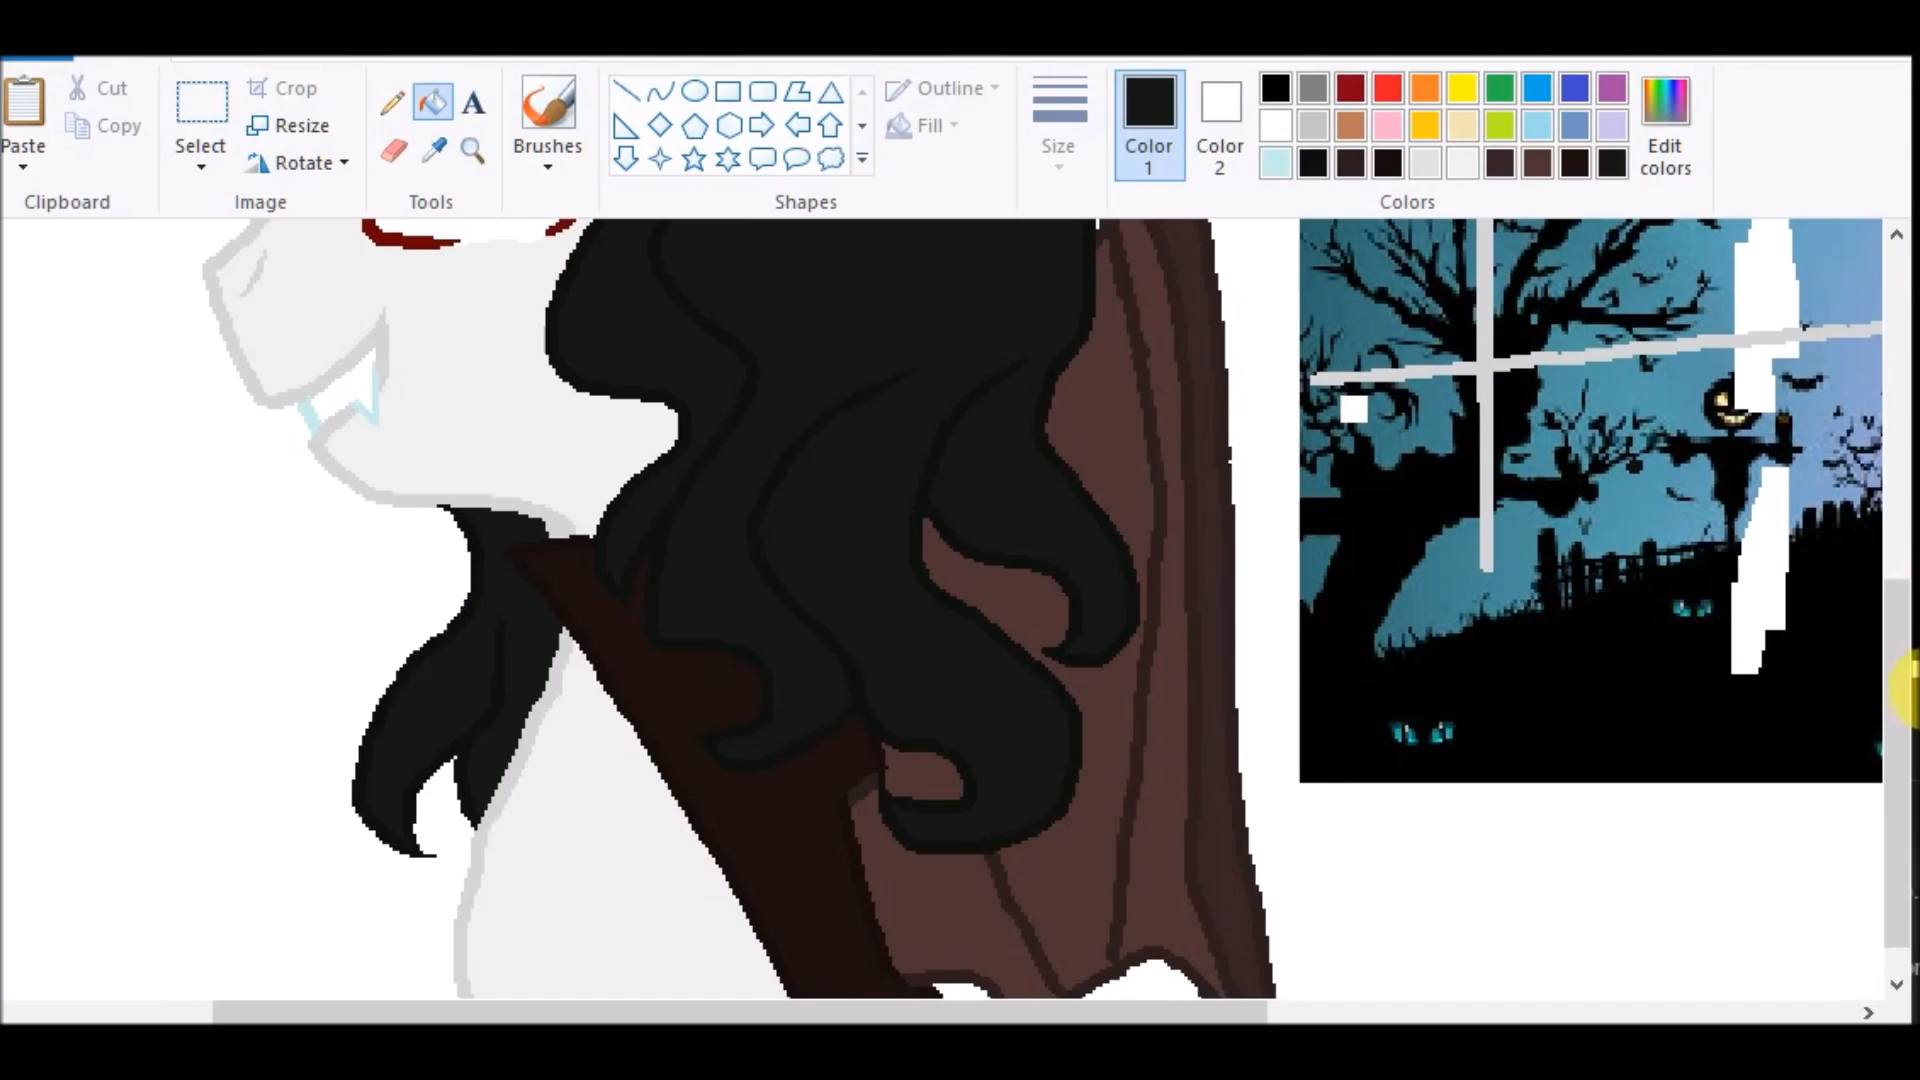 Cut
Copy
Paste
Clipboard
Crop
Resize
Rotate
Select
Image
A
Tools
Brushes
Shapes
Outline
Fill
Size
Color
1
Color
2
Edit
colors
Colors